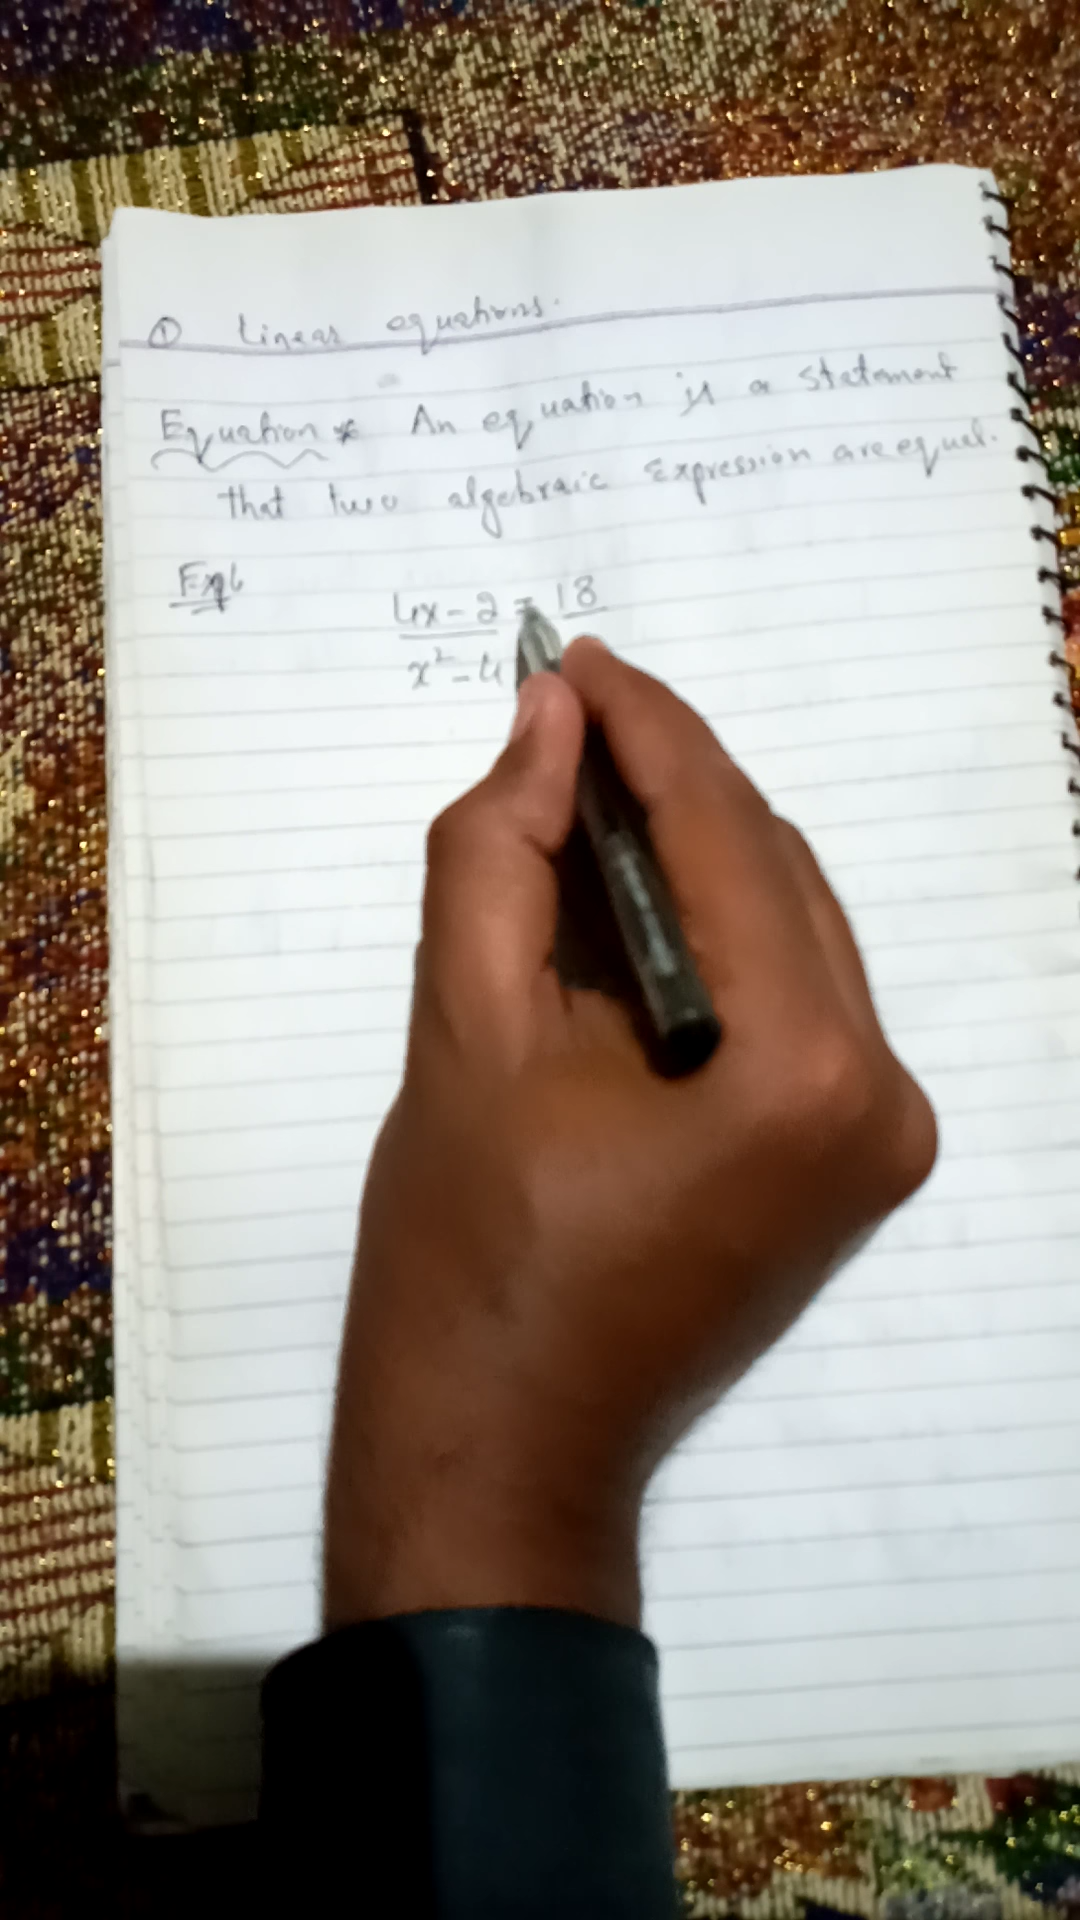 ① Linear equations.
Equation * An equation is a statement
that two algebraic Expression are equal.
4x - 2 = 18
x² - 4